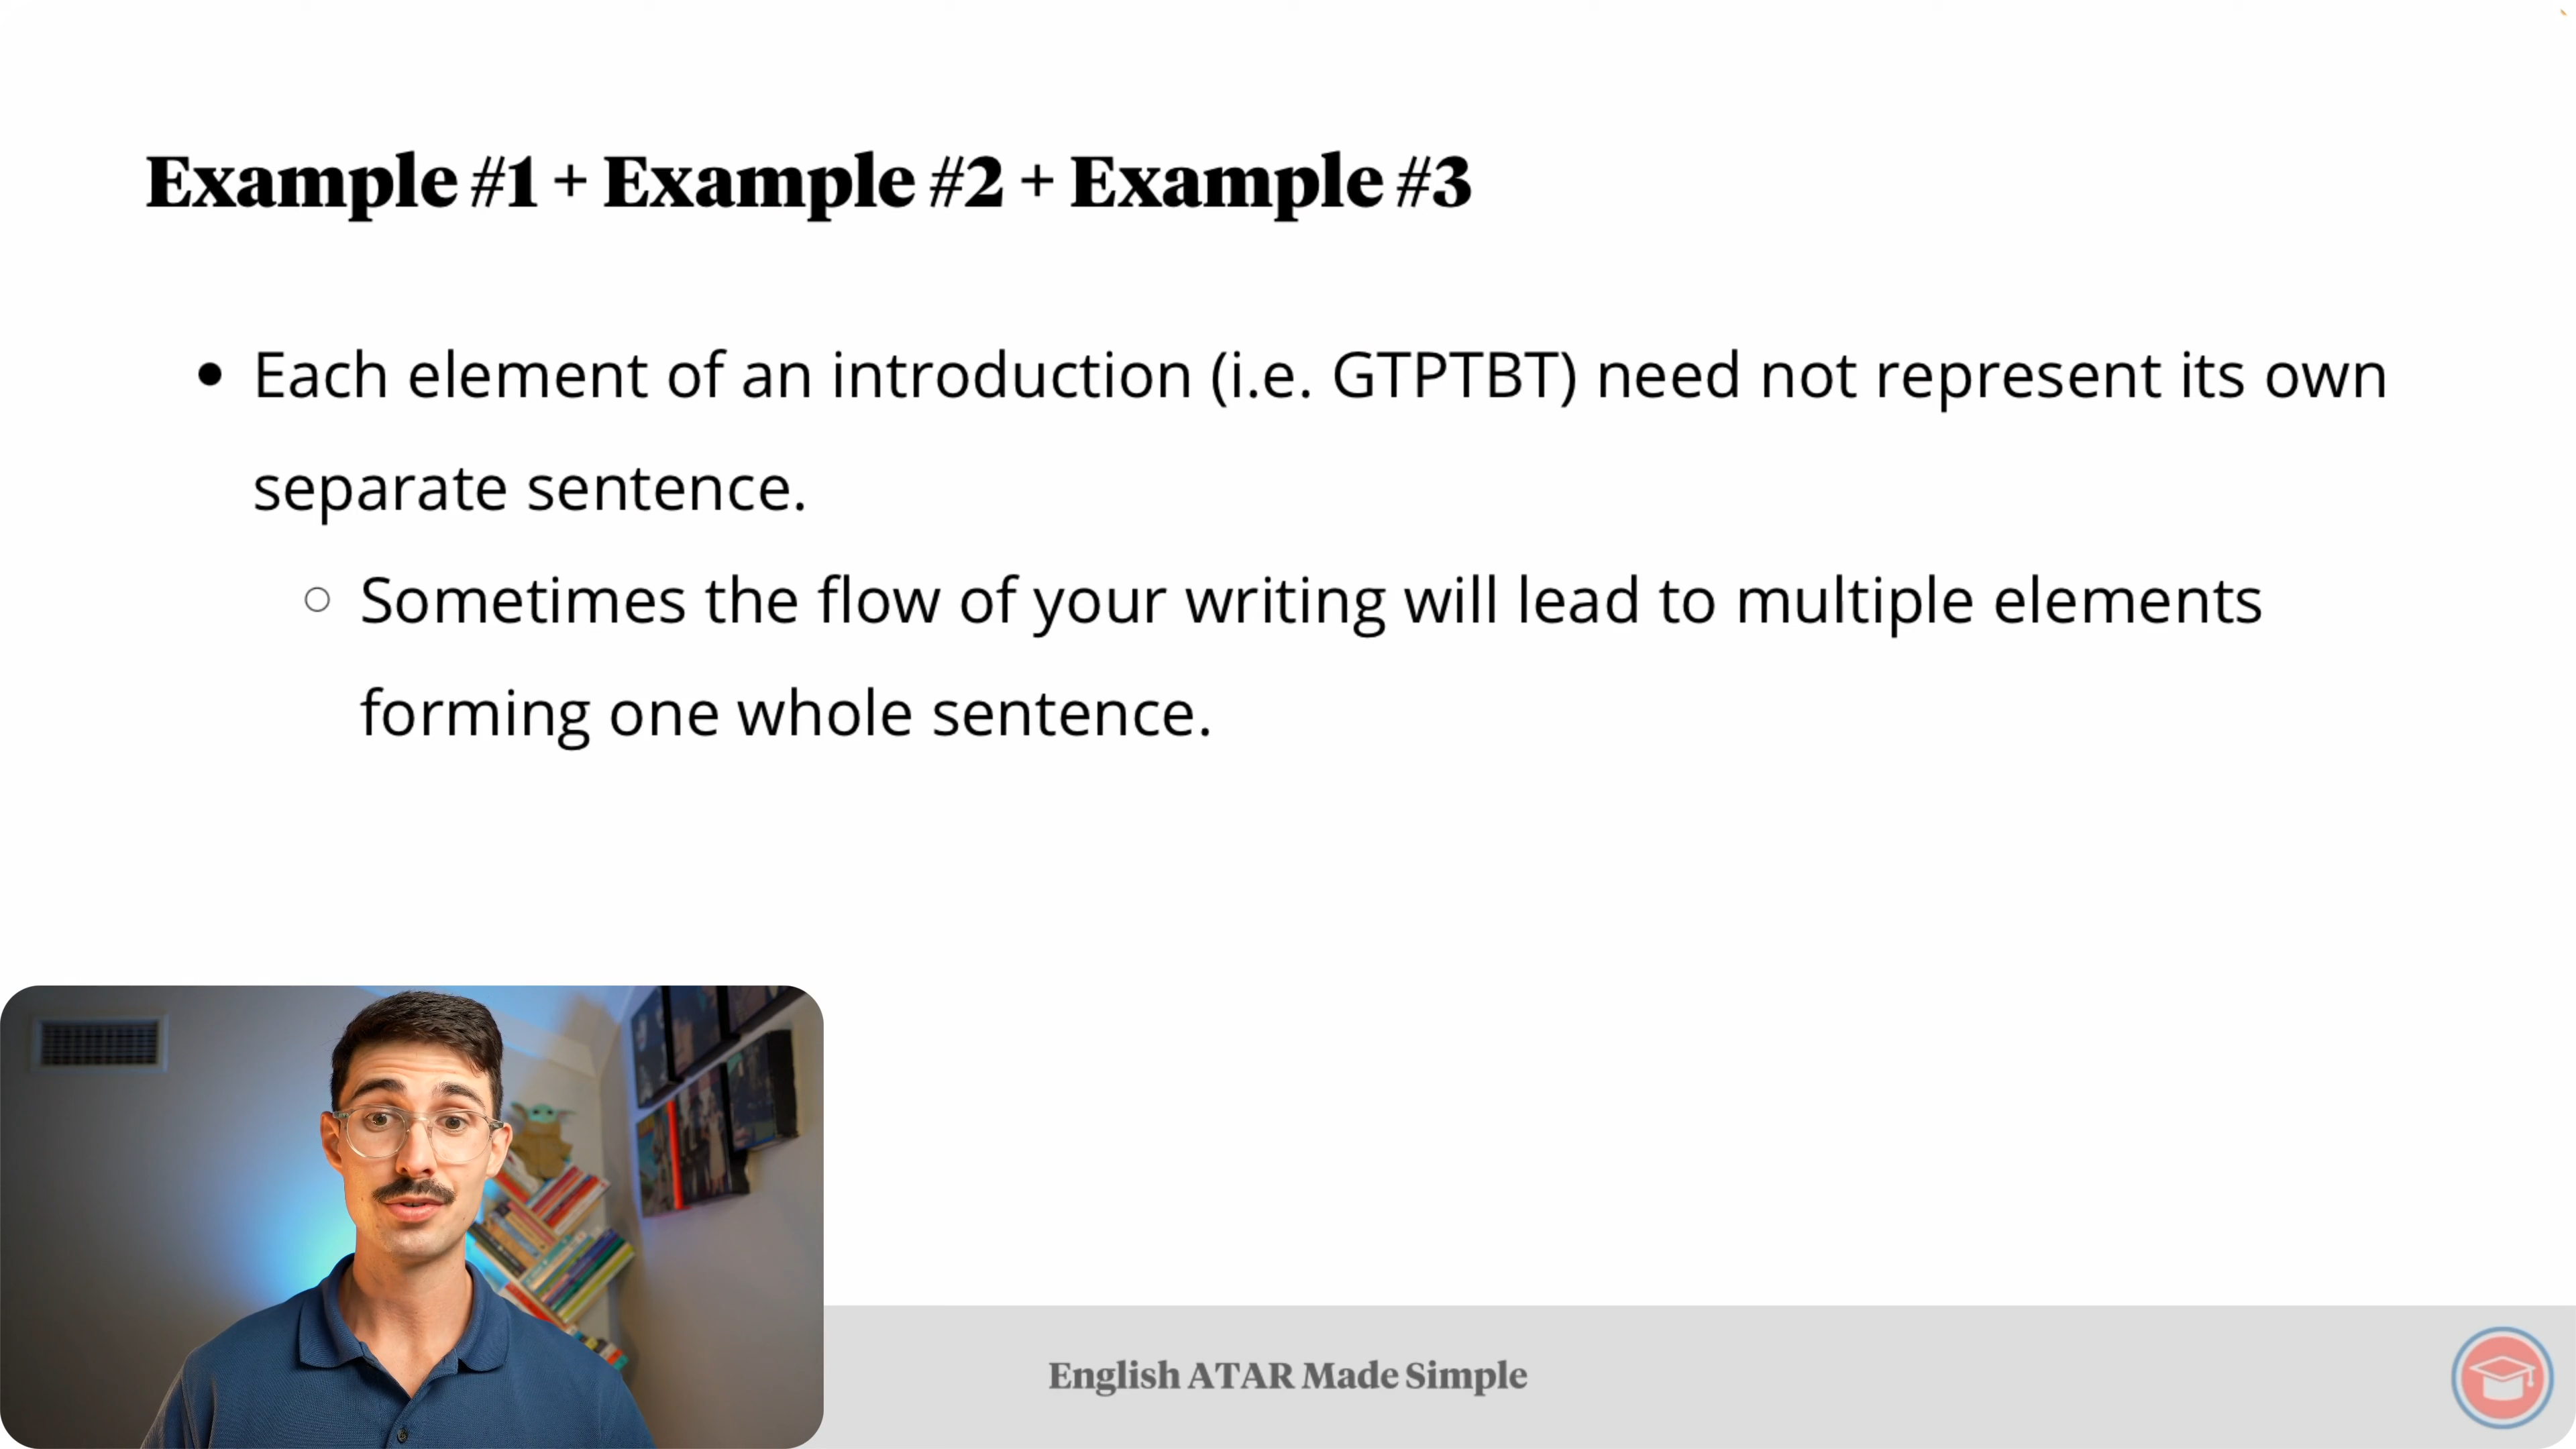 Example #1 + Example #2 + Example #3
• Each element of an introduction (i.e. GTPTBT) need not represent its own
separate sentence.
○ Sometimes the flow of your writing will lead to multiple elements
forming one whole sentence.
English ATAR Made Simple